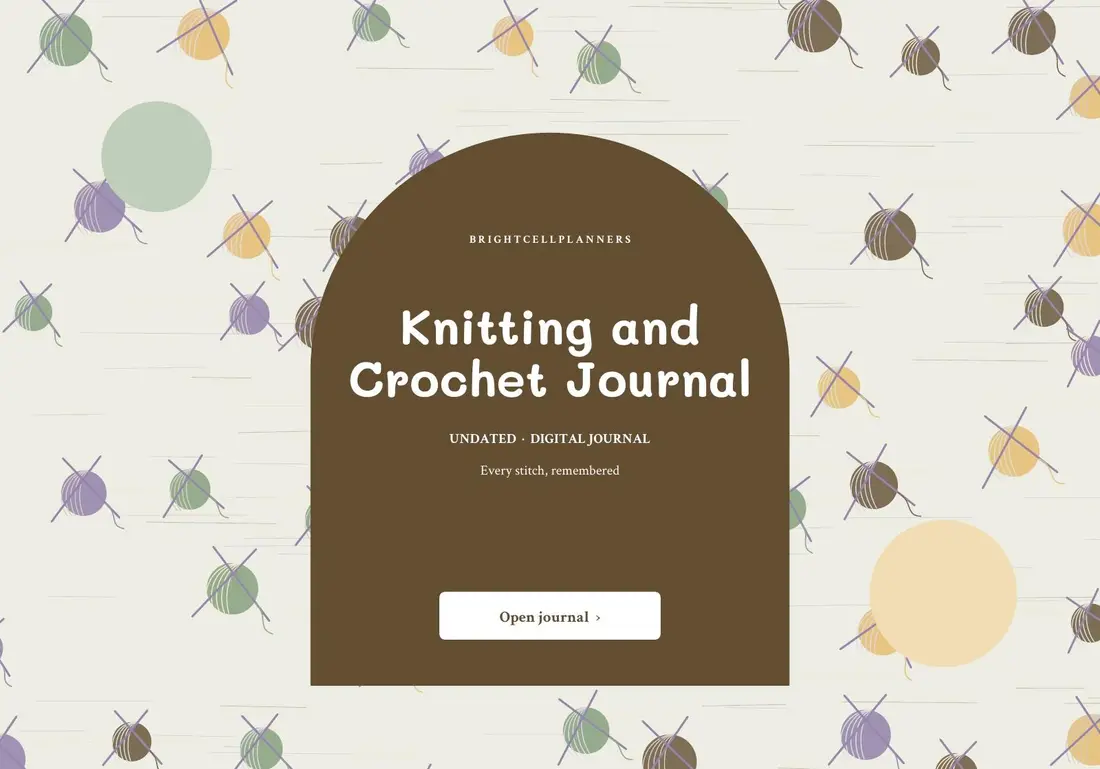 BRIGHTCELLPLANNERS
Knitting and
Crochet Journal
UNDATED · DIGITAL JOURNAL
Every stitch, remembered
Open journal ›